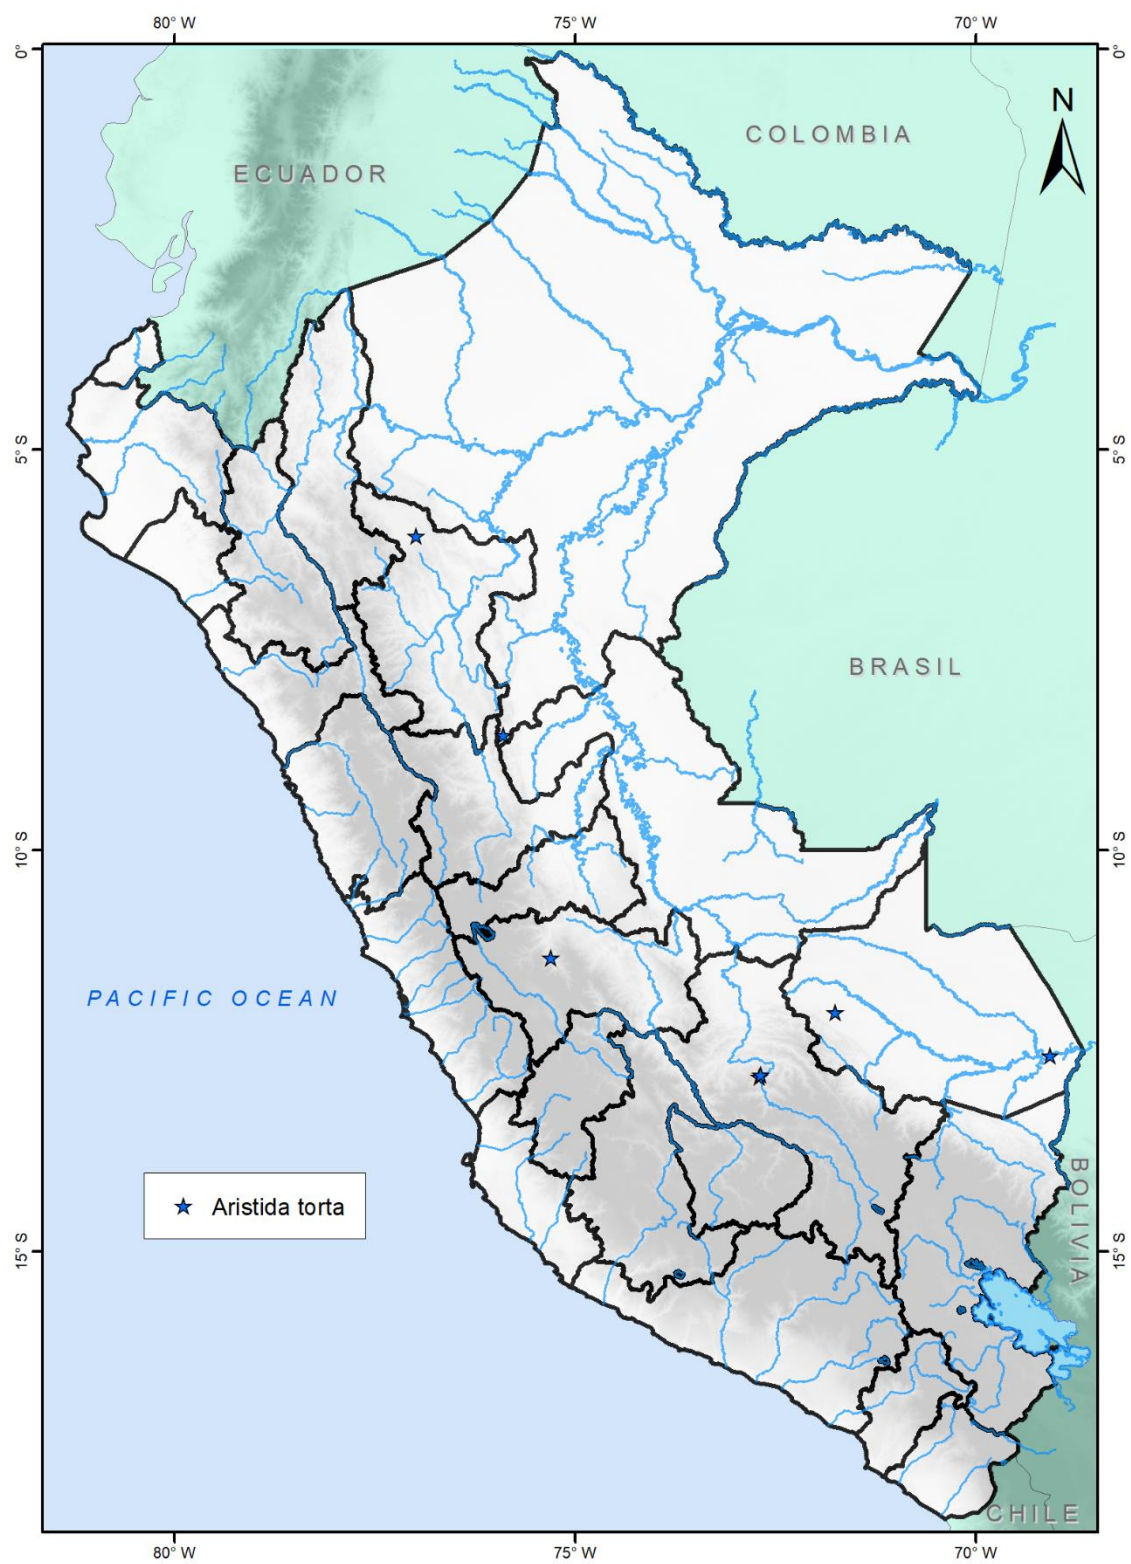 80° W
75° W
70° W
0°
0°
N
COLOMBIA
ECUADOR
5° S
5° S
BRASIL
10° S
10° S
PACIFIC OCEAN
Aristida torta
BOLIVIA
15° S
15° S
CHILE
80° W
75° W
70° W